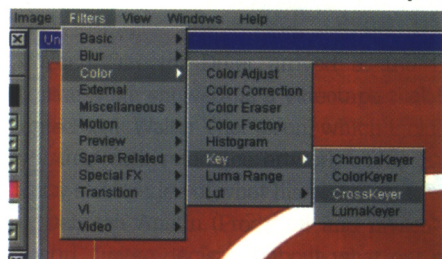 Image Filters View Windows Help
Un
Basic
Blur
Color
External
Miscellaneous
Motion
Preview
Spare Related
Special FX
Transition
VI
Video
Color Adjust
Color Correction
Color Eraser
Color Factory
Histogram
Key
Luma Range
Lut
ChromaKeyer
ColorKeyer
CrossKeyer
LumaKeyer